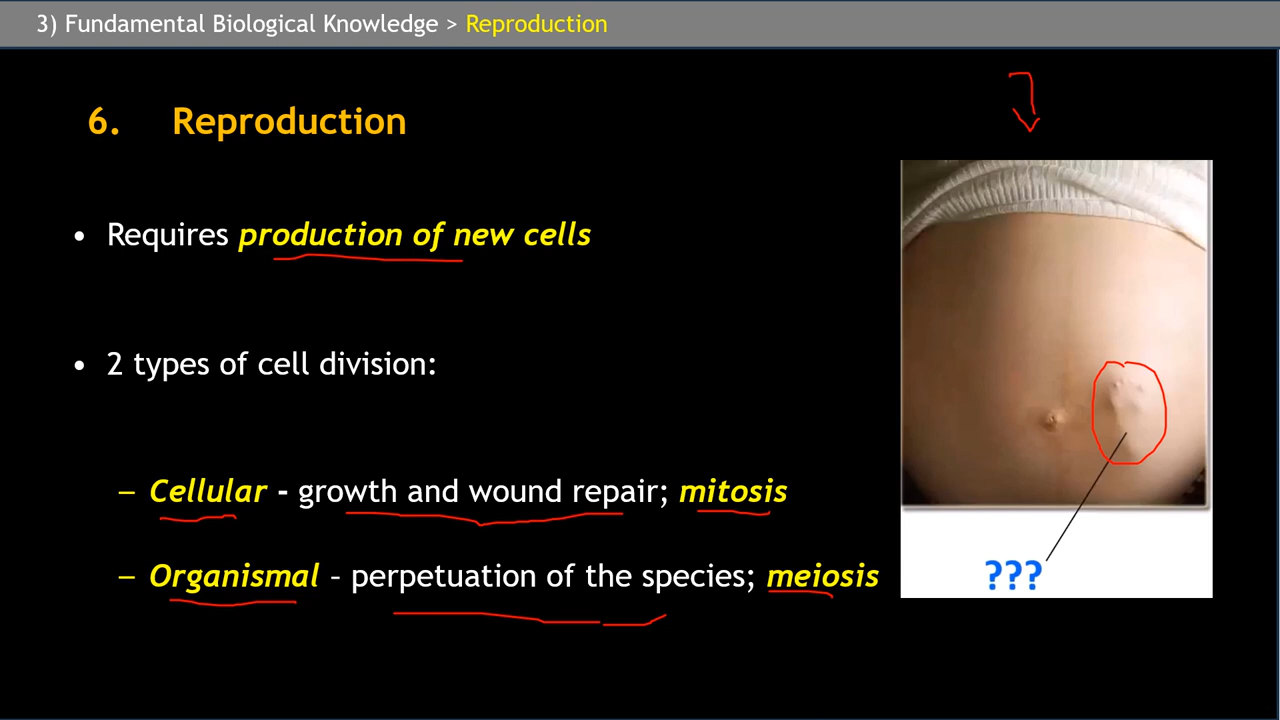 3) Fundamental Biological Knowledge > Reproduction
6. Reproduction
• Requires production of new cells
• 2 types of cell division:
– Cellular - growth and wound repair; mitosis
– Organismal – perpetuation of the species; meiosis
???